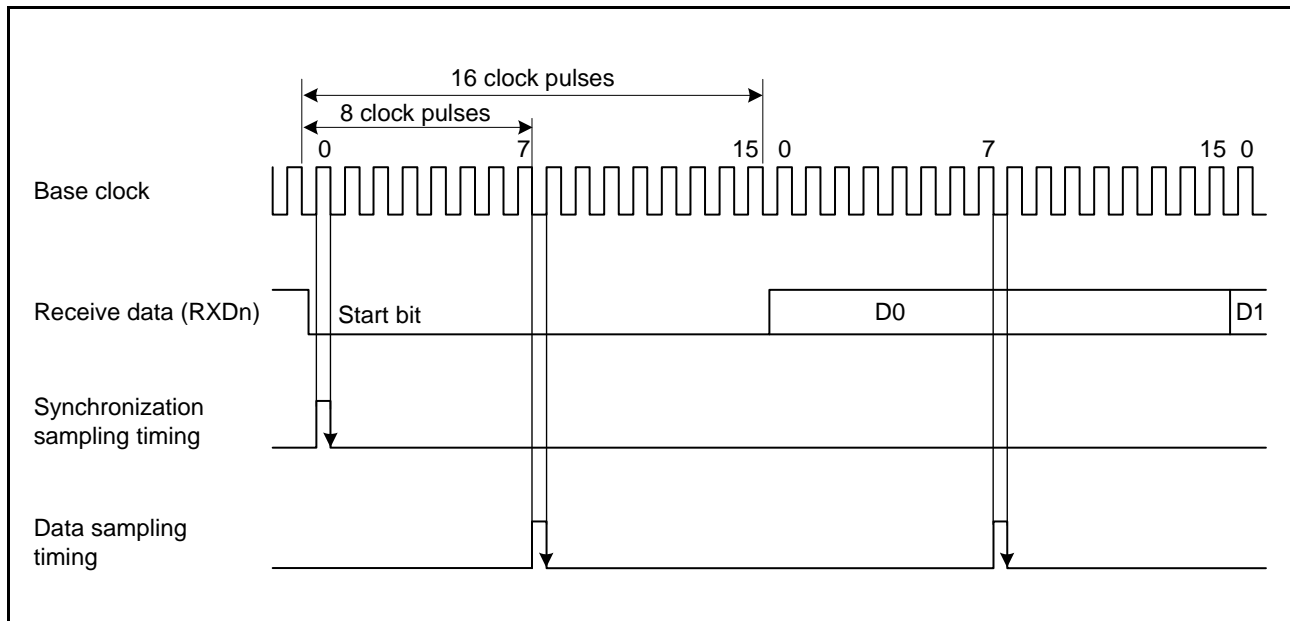 16 clock pulses
8 clock pulses
0 7 15 0 7 15 0
Base clock
Receive data (RXDn) Start bit D0 D1
Synchronization
sampling timing
Data sampling
timing